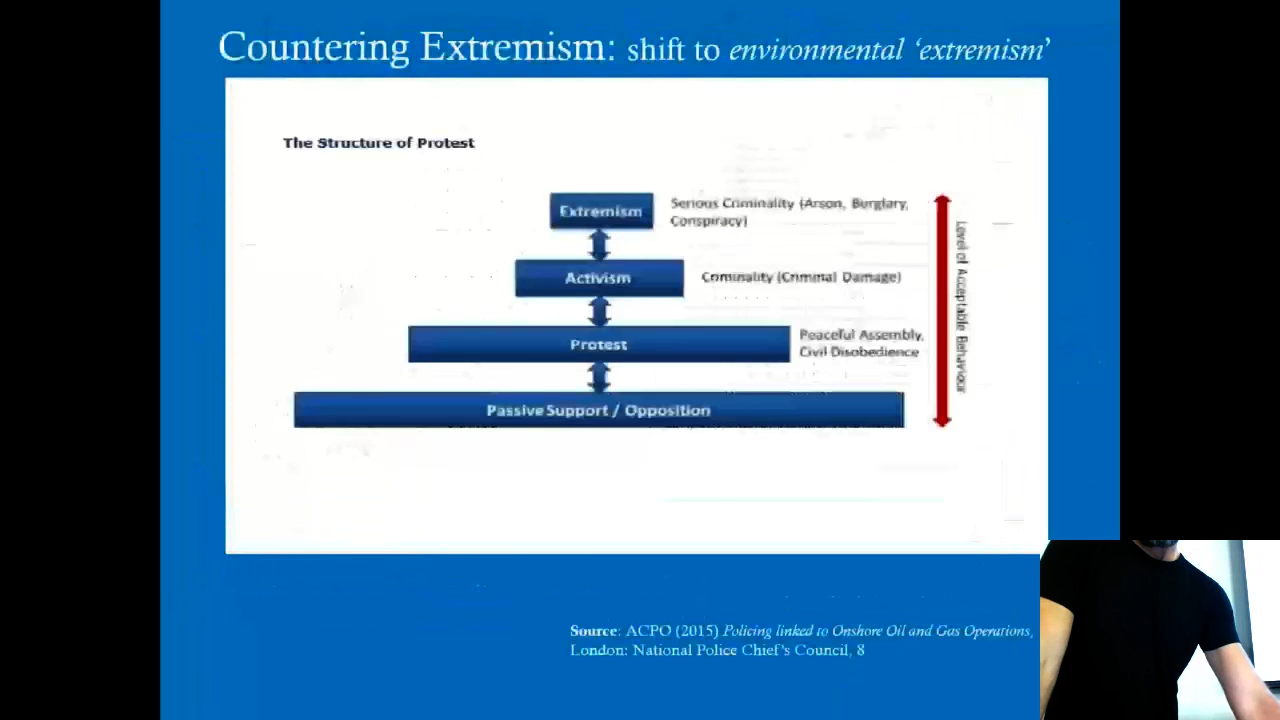 Countering Extremism: shift to environmental ‘extremism’
The Structure of Protest
Extremism
Serious Criminality (Arson, Burglary,
Conspiracy)
Activism
Criminality (Criminal Damage)
Protest
Peaceful Assembly,
Civil Disobedience
Passive Support / Opposition
Level of Acceptable Behaviour
Source: ACPO (2015) Policing linked to Onshore Oil and Gas Operations,
London: National Police Chief's Council, 8